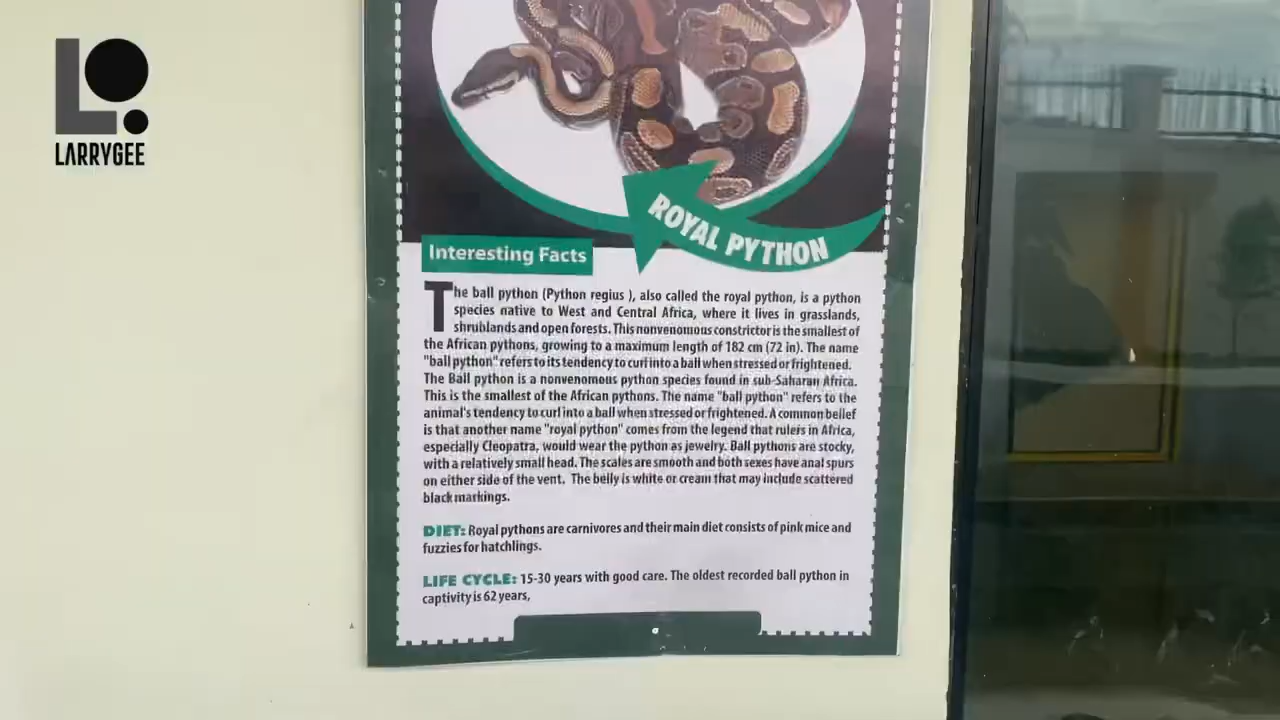 LARRYGEE
ROYAL PYTHON
Interesting Facts
The ball python (Python regius ), also called the royal python, is a python
species native to West and Central Africa, where it lives in grasslands,
shrublands and open forests. This nonvenomous constrictor is the smallest of
the African pythons, growing to a maximum length of 182 cm (72 in). The name
"ball python" refers to its tendency to curl into a ball when stressed or frightened.
The Ball python is a nonvenomous python species found in sub-Saharan Africa.
This is the smallest of the African pythons. The name "ball python" refers to the
animal's tendency to curl into a ball when stressed or frightened. A common belief
is that another name "royal python" comes from the legend that rulers in Africa,
especially Cleopatra, would wear the python as jewelry. Ball pythons are stocky,
with a relatively small head. The scales are smooth and both sexes have anal spurs
on either side of the vent. The belly is white or cream that may include scattered
black markings.
DIET: Royal pythons are carnivores and their main diet consists of pink mice and
fuzzies for hatchlings.
LIFE CYCLE: 15-30 years with good care. The oldest recorded ball python in
captivity is 62 years,